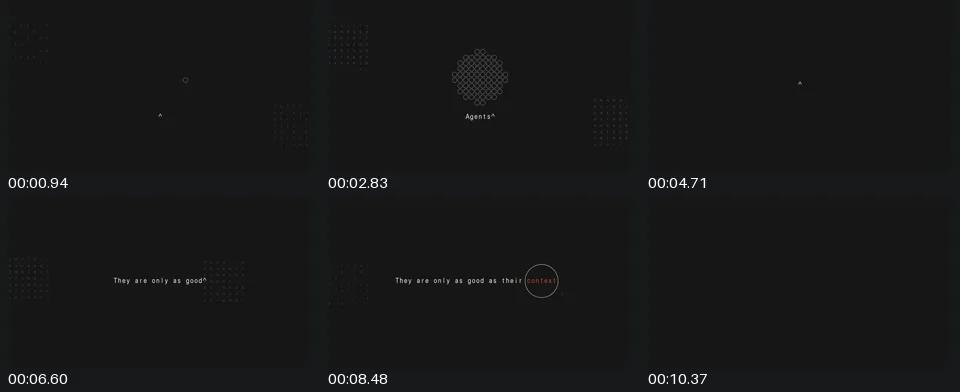 ^
Agents^
^
00:00.94
00:02.83
00:04.71
They are only as good^
They are only as good as their context
00:06.60
00:08.48
00:10.37